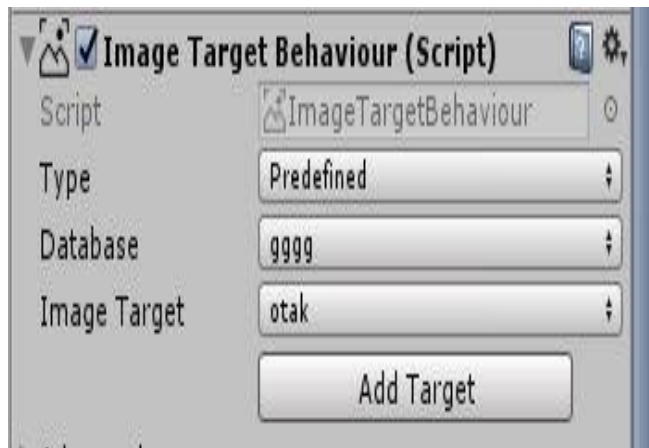 Image Target Behaviour (Script)
Script ImageTargetBehaviour
Type Predefined
Database gggg
Image Target otak
Add Target